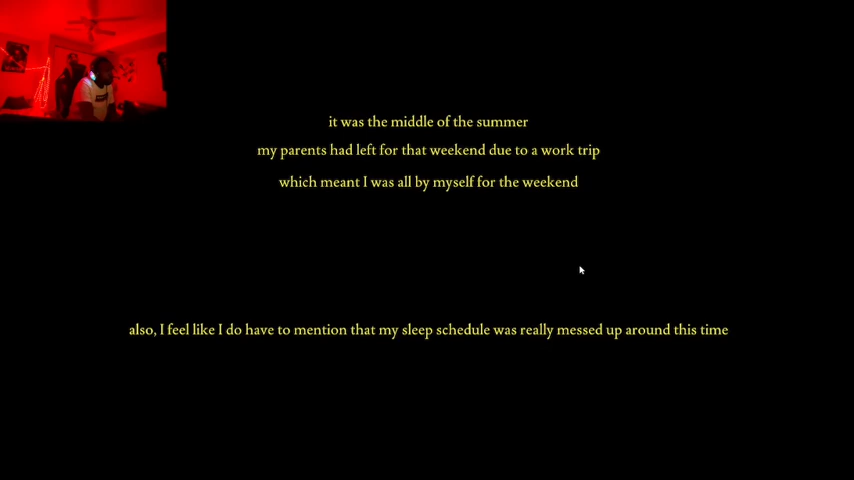 it was the middle of the summer
my parents had left for that weekend due to a work trip
which meant I was all by myself for the weekend
also, I feel like I do have to mention that my sleep schedule was really messed up around this time